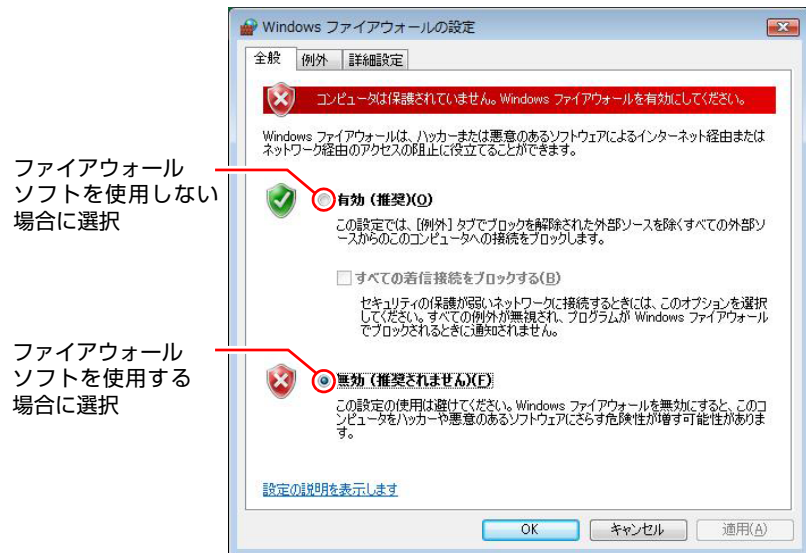 Windows ファイアウォールの設定
全般
例外
詳細設定
コンピュータは保護されていません。Windows ファイアウォールを有効にしてください。
Windows ファイアウォールは、ハッカーまたは悪意のあるソフトウェアによるインターネット経由または
ネットワーク経由のアクセスの阻止に役立てることができます。
ファイアウォール
ソフトを使用しない
場合に選択
有効 (推奨)(O)
この設定では、[例外] タブでブロックを解除された外部ソースを除くすべての外部ソ
ースからのこのコンピュータへの接続をブロックします。
すべての着信接続をブロックする(B)
セキュリティの保護が弱いネットワークに接続するときには、このオプションを選択
してください。すべての例外が無視され、プログラムが Windows ファイアウォール
でブロックされるときに通知されません。
ファイアウォール
ソフトを使用する
場合に選択
無効 (推奨されません)(F)
この設定の使用は避けてください。Windows ファイアウォールを無効にすると、このコ
ンピュータをハッカーや悪意のあるソフトウェアにさらす危険性が増す可能性がありま
す。
設定の説明を表示します
OK
キャンセル
適用(A)